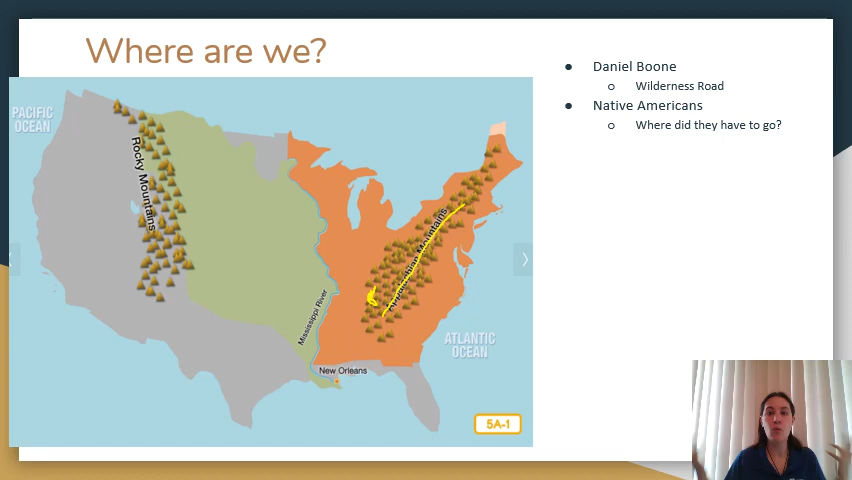 Where are we?
PACIFIC
OCEAN
Rocky Mountains
Appalachian Mountains
Mississippi River
New Orleans
ATLANTIC
OCEAN
5A-1
● Daniel Boone
○ Wilderness Road
● Native Americans
○ Where did they have to go?